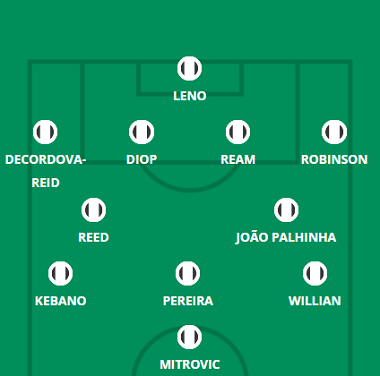 LENO
DECORDOVA-
REID
DIOP
REAM
ROBINSON
REED
JOÃO PALHINHA
KEBANO
PEREIRA
WILLIAN
MITROVIC